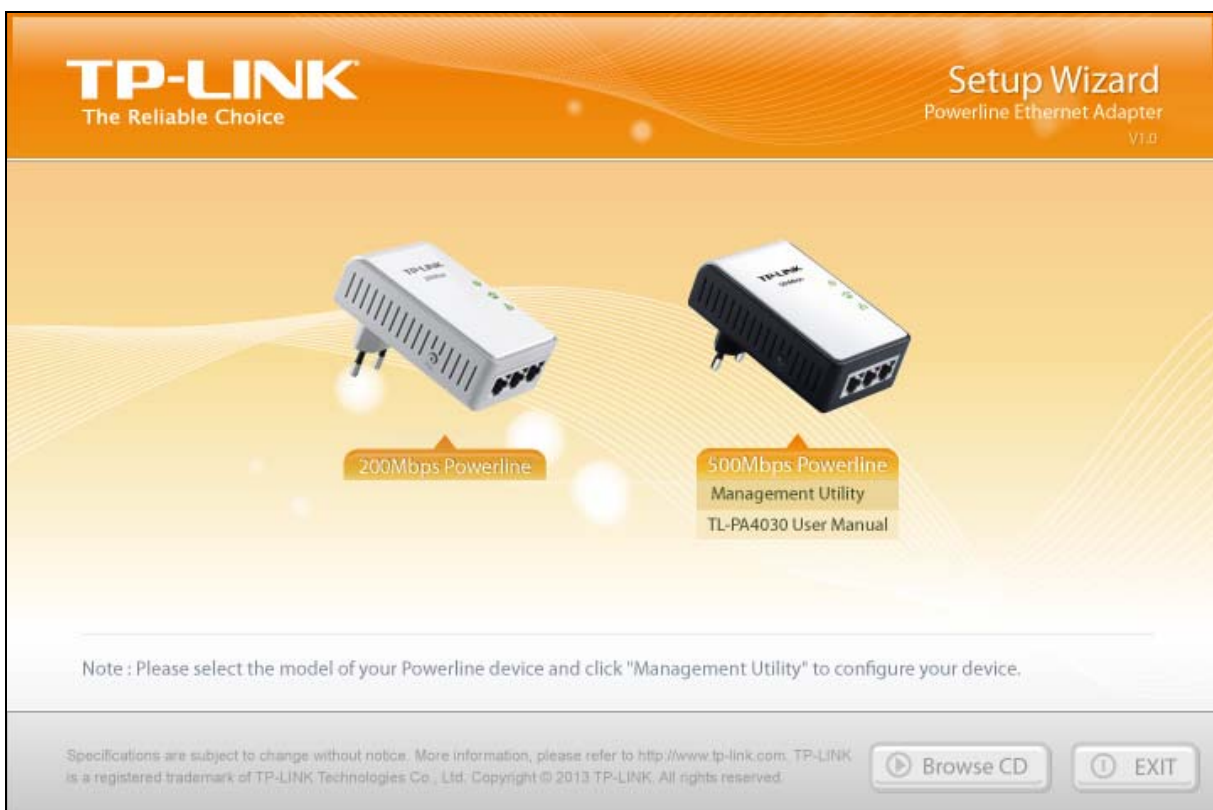 TP-LINK
The Reliable Choice
Setup Wizard
Powerline Ethernet Adapter
V1.0
TP-LINK
TP-LINK
200Mbps Powerline
500Mbps Powerline
Management Utility
TL-PA4030 User Manual
Note : Please select the model of your Powerline device and click "Management Utility" to configure your device.
Specifications are subject to change without notice. More information, please refer to http://www.tp-link.com. TP-LINK
is a registered trademark of TP-LINK Technologies Co., Ltd. Copyright © 2013 TP-LINK. All rights reserved.
Browse CD
EXIT